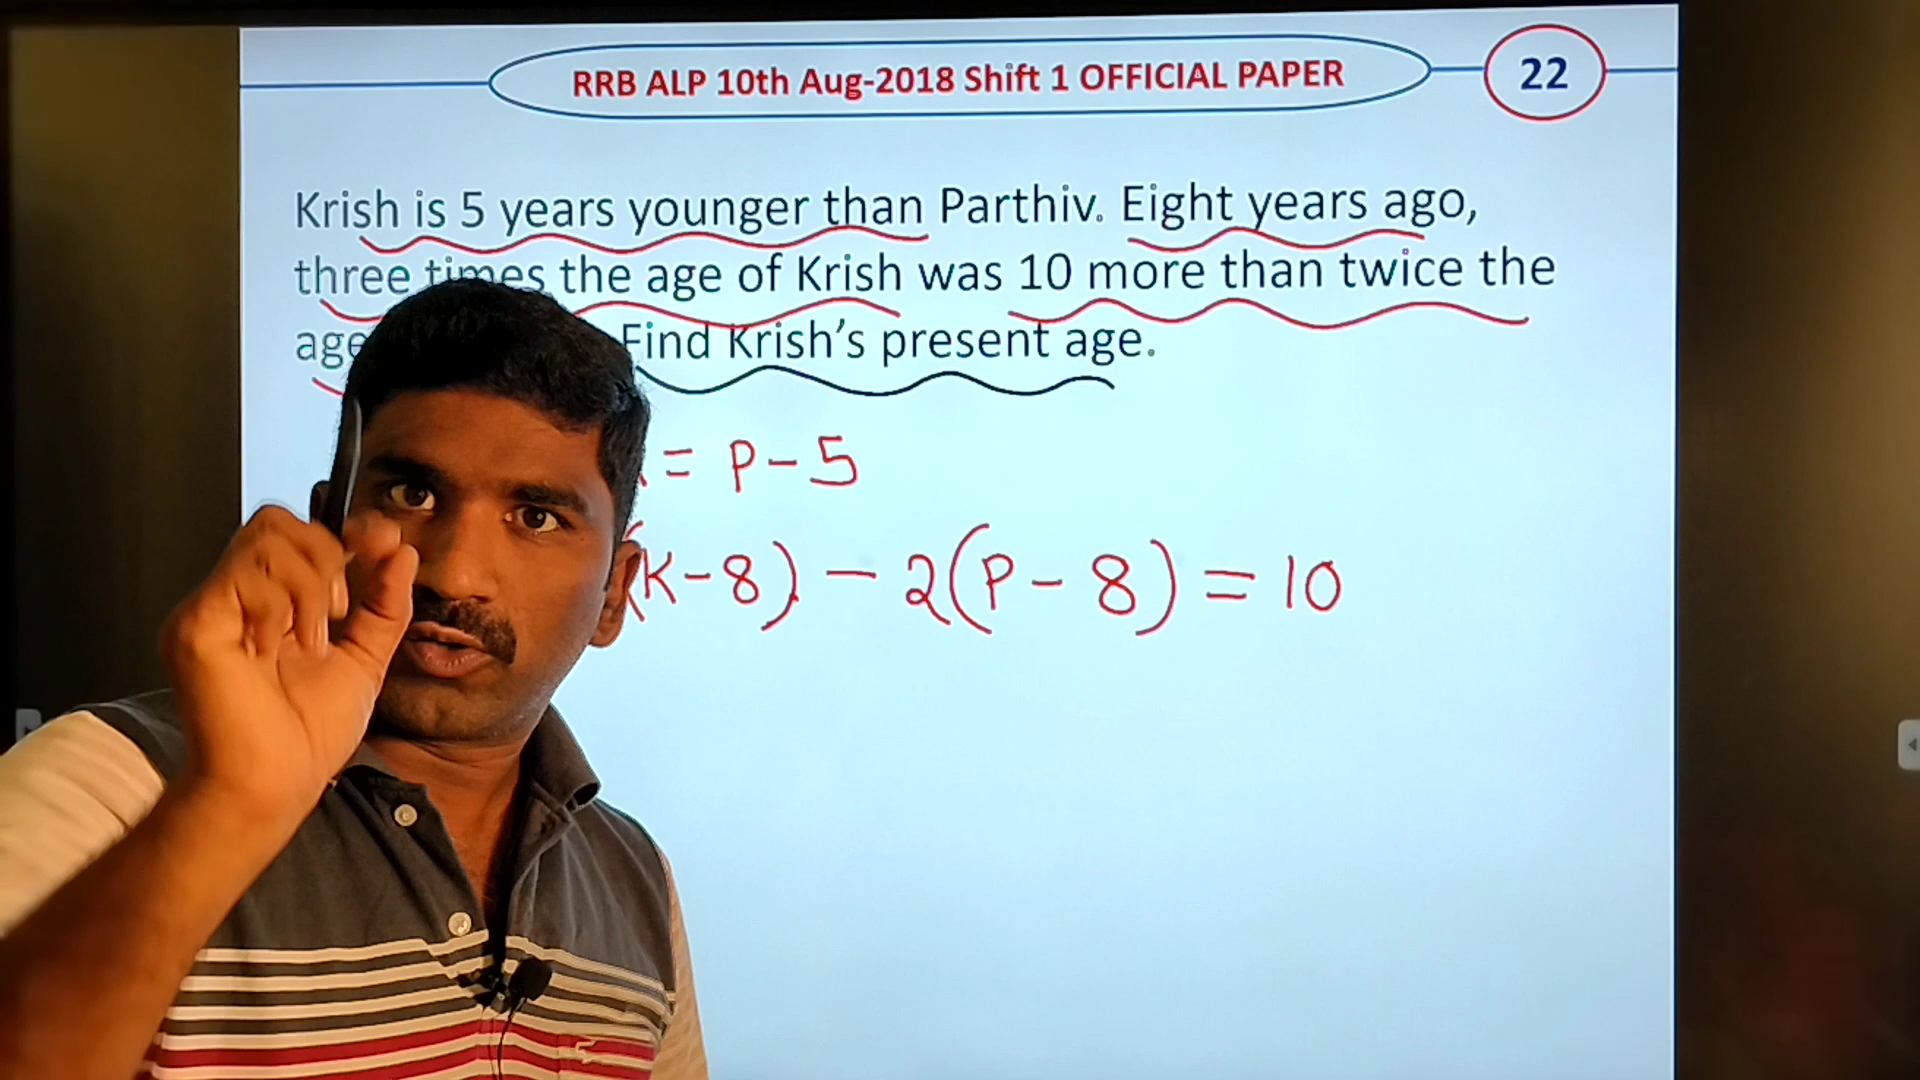 RRB ALP 10th Aug-2018 Shift 1 OFFICIAL PAPER
22
Krish is 5 years younger than Parthiv. Eight years ago,
three times the age of Krish was 10 more than twice the
age Find Krish's present age.
= P - 5
(K - 8) - 2(P - 8) = 10